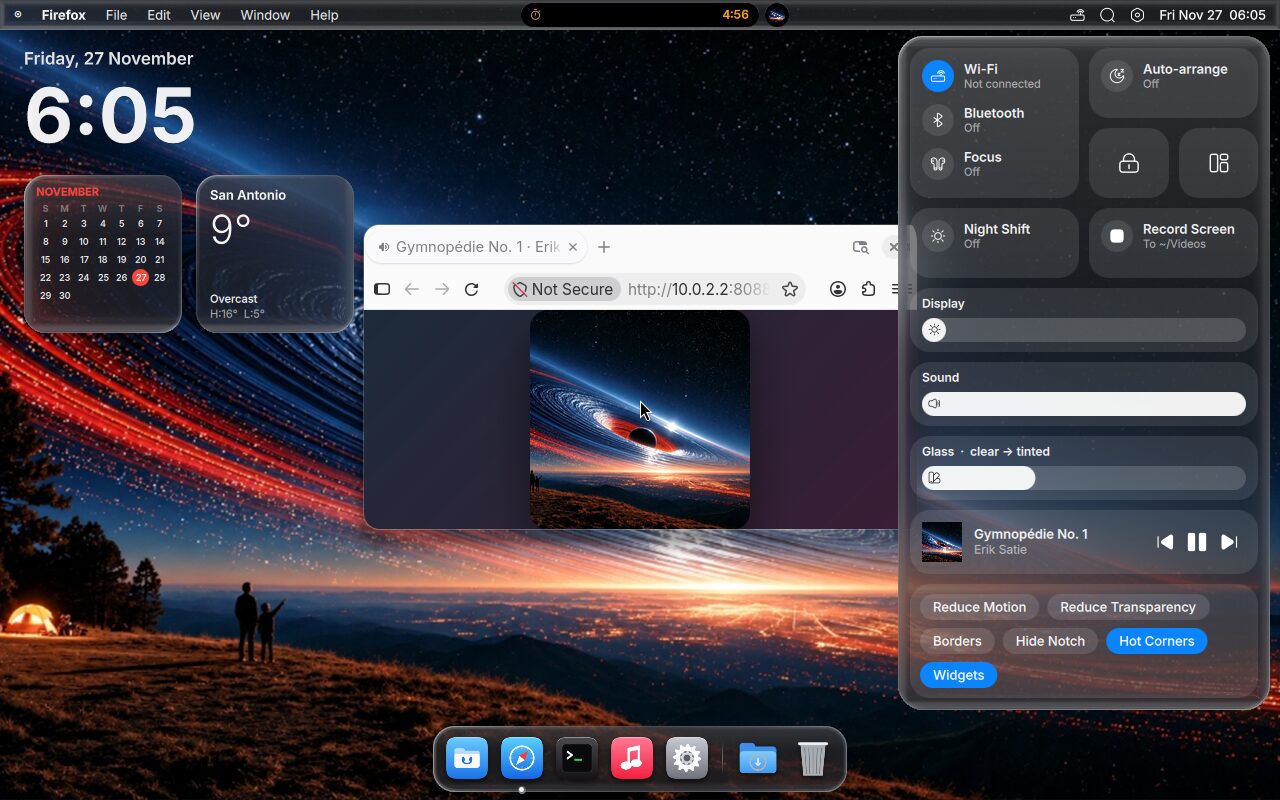 Firefox File Edit View Window Help
4:56
Fri Nov 27 06:05
Friday, 27 November
6:05
NOVEMBER
S M T W T F S
1 2 3 4 5 6 7
8 9 10 11 12 13 14
15 16 17 18 19 20 21
22 23 24 25 26 27 28
29 30
San Antonio
9°
Overcast
H:16° L:5°
Gymnopédie No. 1 · Erik
Not Secure http://10.0.2.2:8088
Wi-Fi
Not connected
Bluetooth
Off
Focus
Off
Auto-arrange
Off
Night Shift
Off
Record Screen
To ~/Videos
Display
Sound
Glass · clear → tinted
Gymnopédie No. 1
Erik Satie
Reduce Motion Reduce Transparency
Borders Hide Notch Hot Corners
Widgets